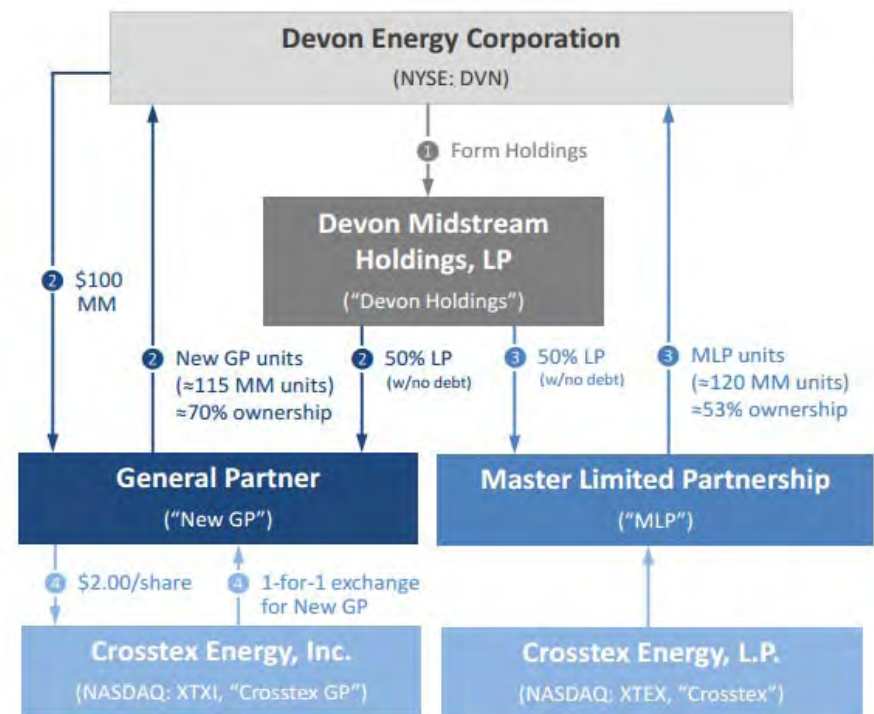 Devon Energy Corporation
(NYSE: DVN)
1 Form Holdings
Devon Midstream
Holdings, LP
("Devon Holdings")
2 $100
MM
2 New GP units
(≈115 MM units)
≈70% ownership
2 50% LP
(w/no debt)
3 50% LP
(w/no debt)
3 MLP units
(≈120 MM units)
≈53% ownership
General Partner
("New GP")
Master Limited Partnership
("MLP")
4 $2.00/share
4 1-for-1 exchange
for New GP
Crosstex Energy, Inc.
(NASDAQ: XTXI, "Crosstex GP")
Crosstex Energy, L.P.
(NASDAQ: XTEX, "Crosstex")